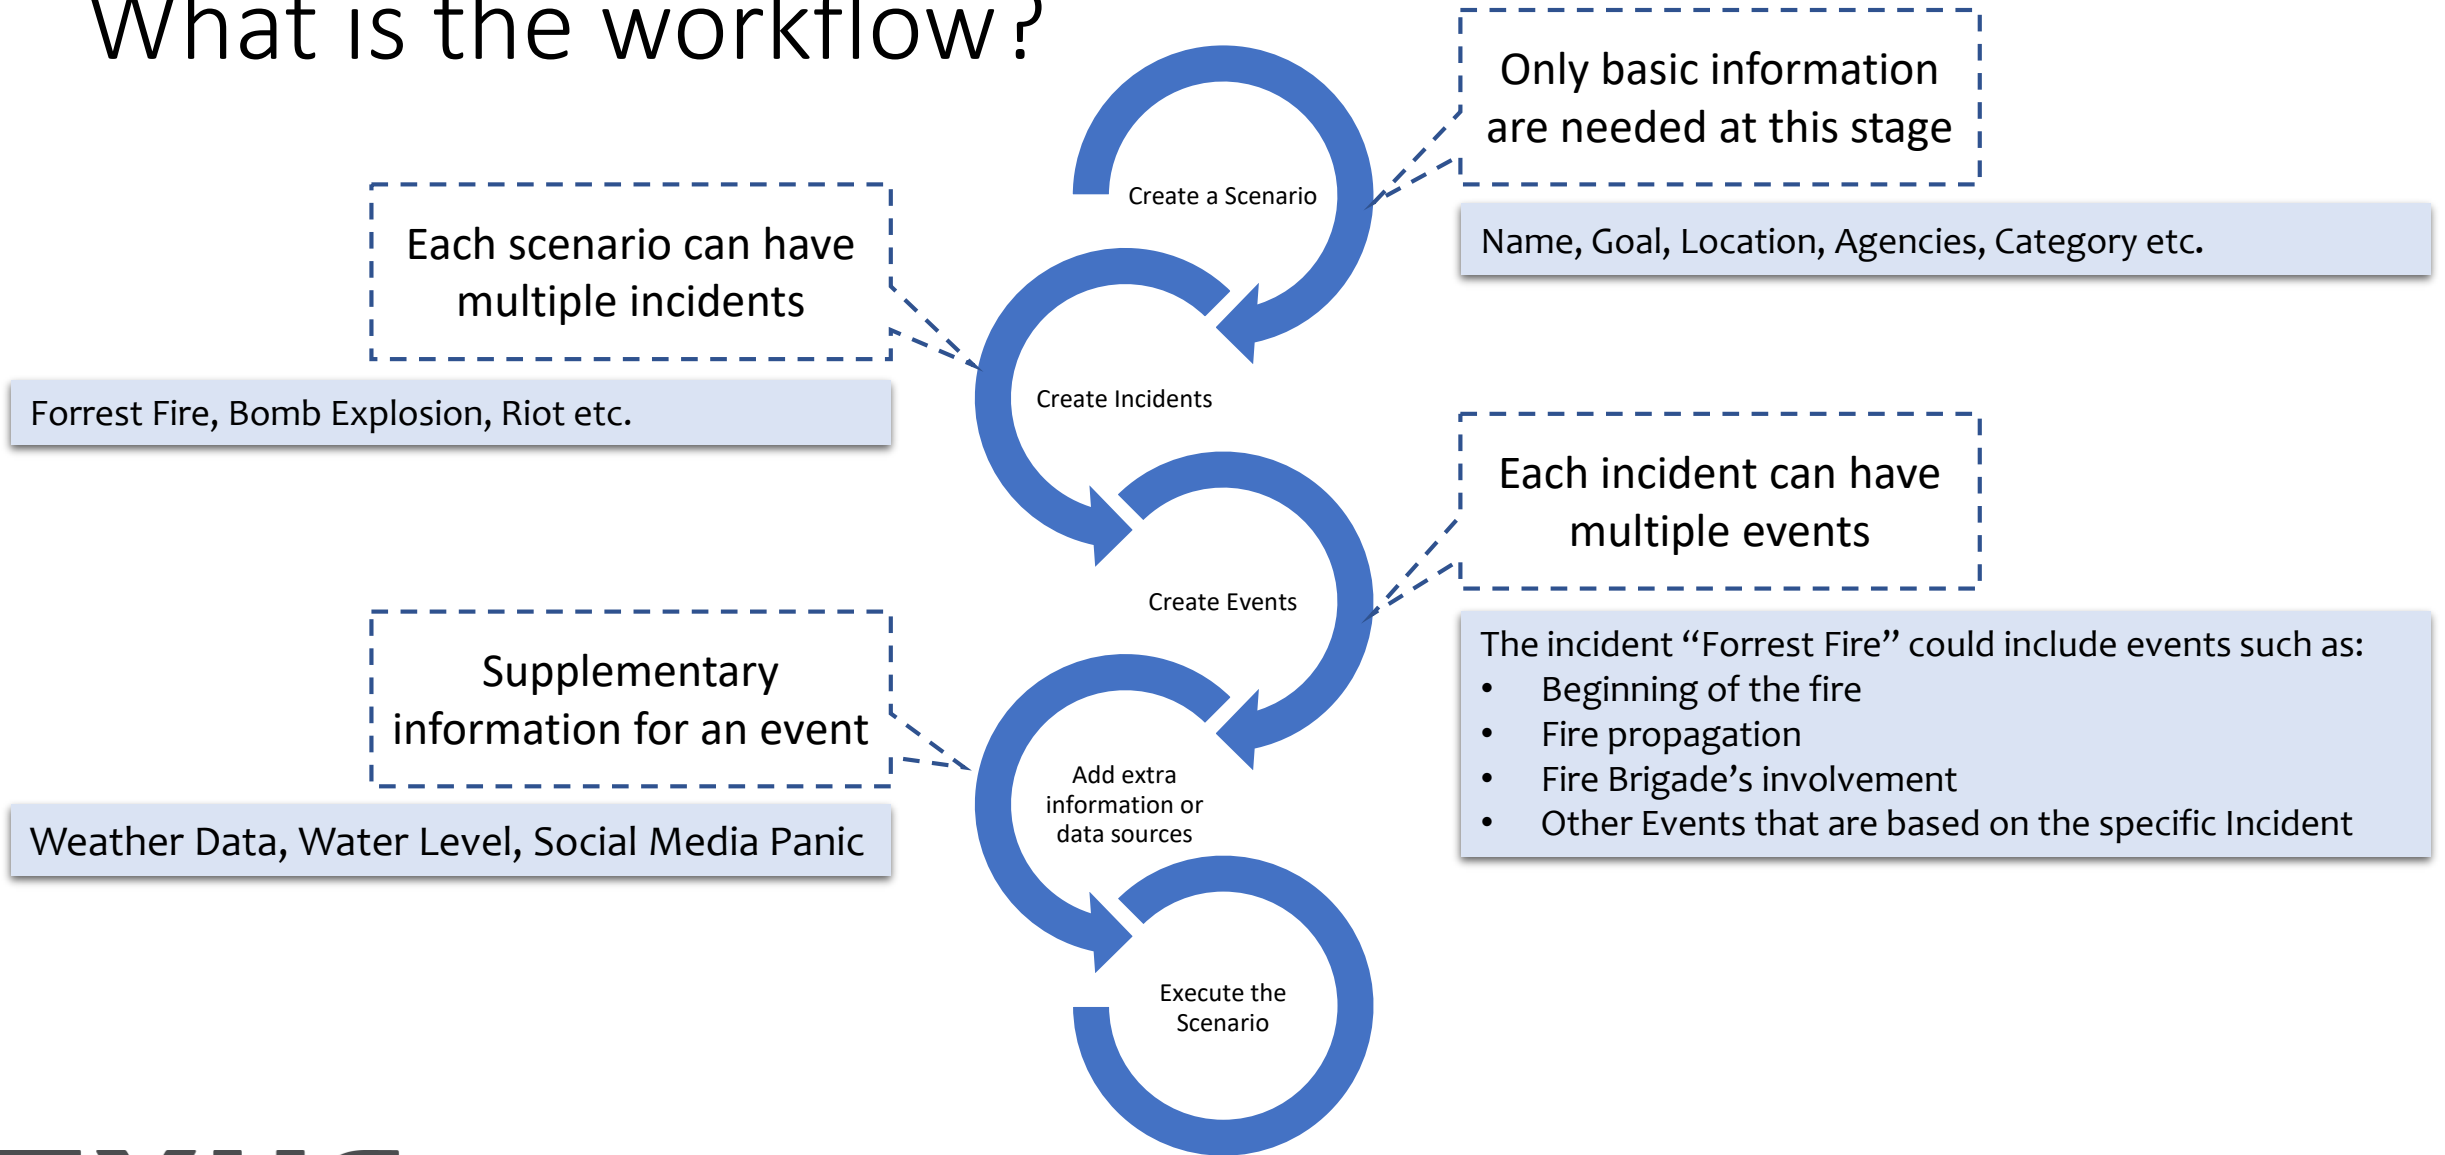 What is the workflow?
Only basic information
are needed at this stage
Name, Goal, Location, Agencies, Category etc.
Create a Scenario
Each scenario can have
multiple incidents
Forrest Fire, Bomb Explosion, Riot etc.
Create Incidents
Each incident can have
multiple events
The incident “Forrest Fire” could include events such as:
• Beginning of the fire
• Fire propagation
• Fire Brigade’s involvement
• Other Events that are based on the specific Incident
Create Events
Supplementary
information for an event
Weather Data, Water Level, Social Media Panic
Add extra
information or
data sources
Execute the
Scenario